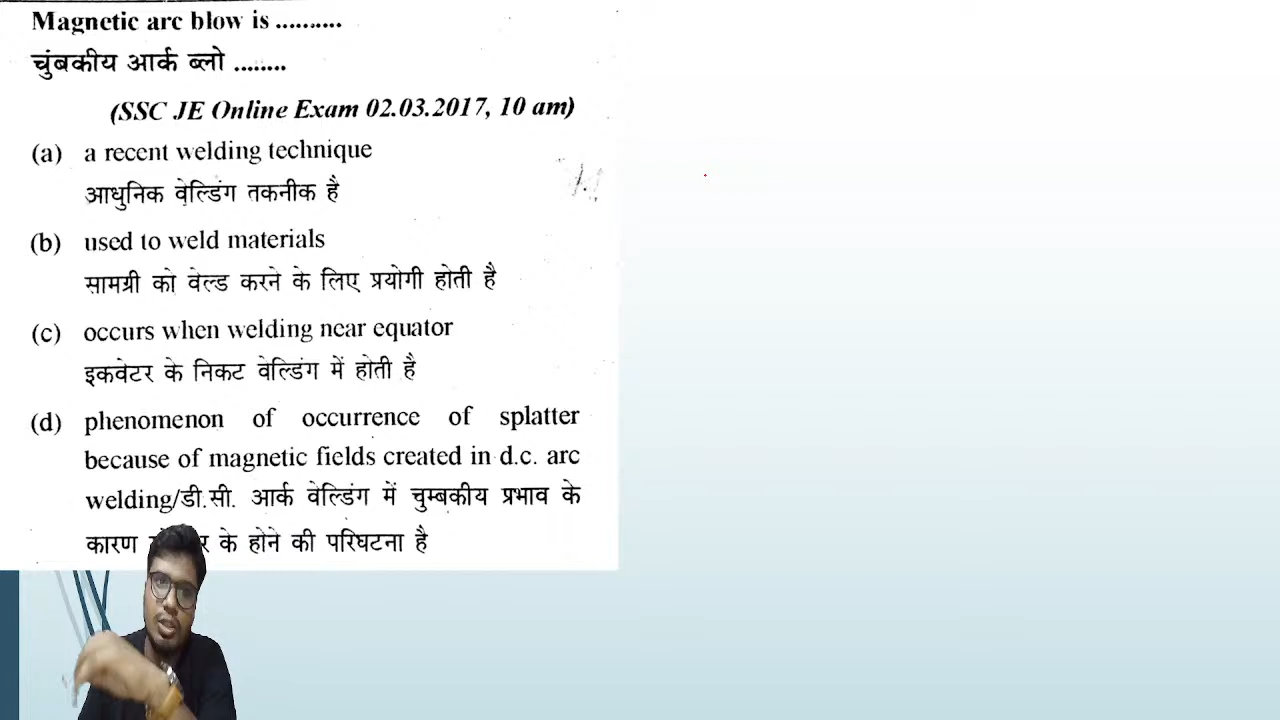 Magnetic arc blow is ..........
चुंबकीय आर्क ब्लो ........
(SSC JE Online Exam 02.03.2017, 10 am)
(a) a recent welding technique
आधुनिक वेल्डिंग तकनीक है
(b) used to weld materials
सामग्री को वेल्ड करने के लिए प्रयोगी होती है
(c) occurs when welding near equator
इकवेटर के निकट वेल्डिंग में होती है
(d) phenomenon of occurrence of splatter
because of magnetic fields created in d.c. arc
welding/डी.सी. आर्क वेल्डिंग में चुम्बकीय प्रभाव के
कारण के होने की परिघटना है